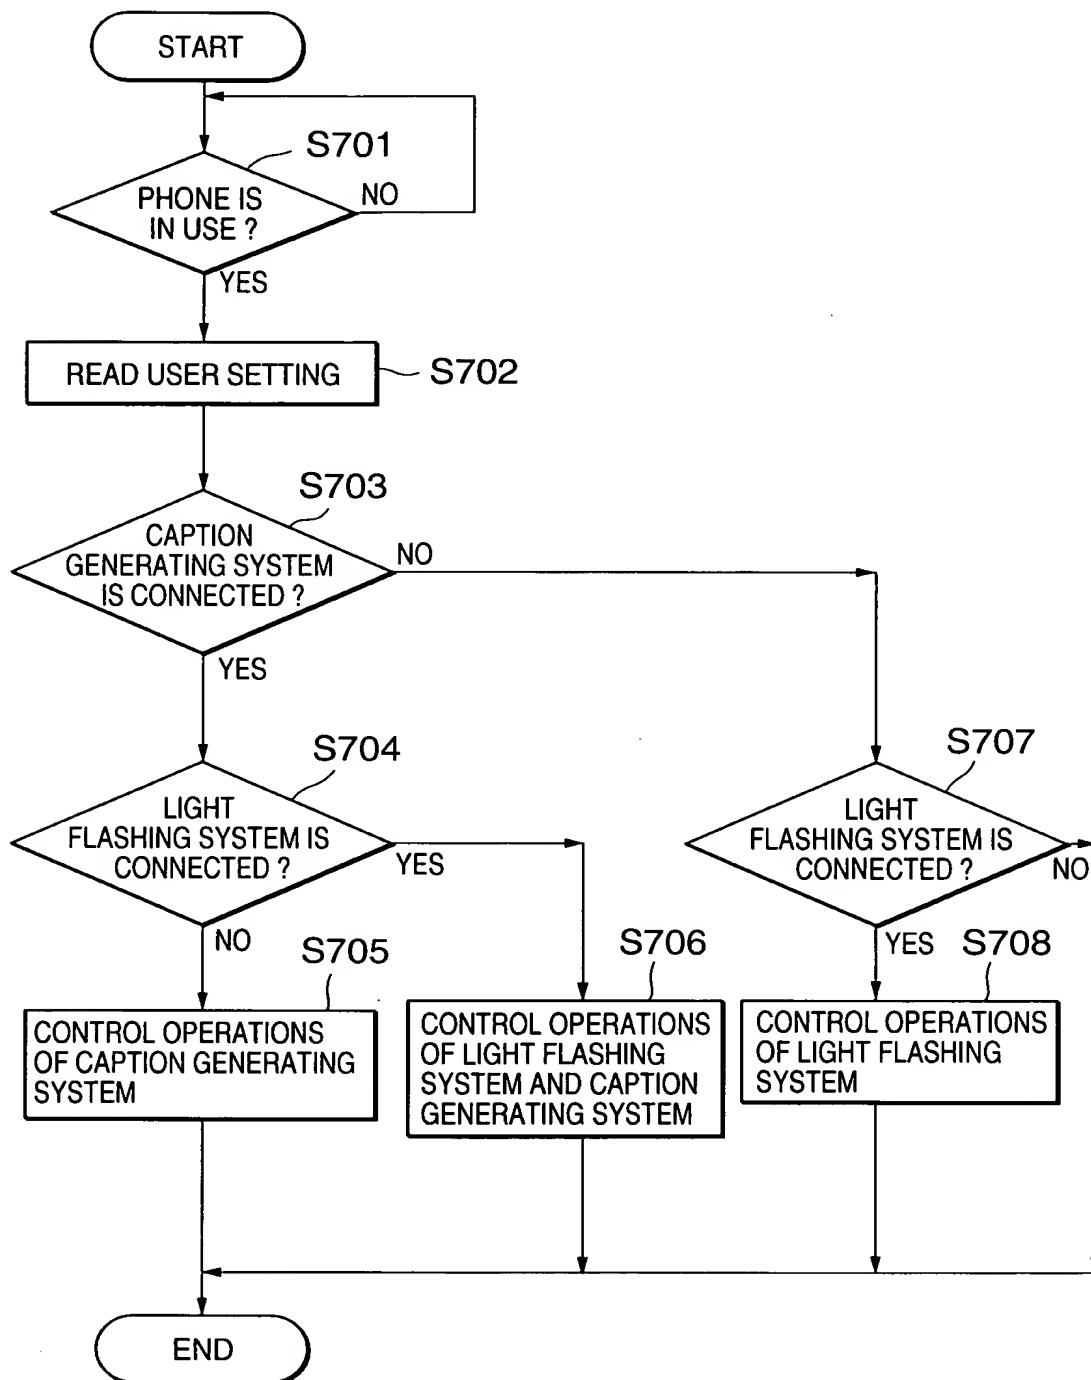 START
S701
PHONE IS
IN USE ?
NO
YES
READ USER SETTING
S702
S703
CAPTION
GENERATING SYSTEM
IS CONNECTED ?
NO
YES
S704
LIGHT
FLASHING SYSTEM IS
CONNECTED ?
YES
NO
S707
LIGHT
FLASHING SYSTEM IS
CONNECTED ?
NO
YES
S705
CONTROL OPERATIONS
OF CAPTION GENERATING
SYSTEM
S706
CONTROL OPERATIONS
OF LIGHT FLASHING
SYSTEM AND CAPTION
GENERATING SYSTEM
S708
CONTROL OPERATIONS
OF LIGHT FLASHING
SYSTEM
END